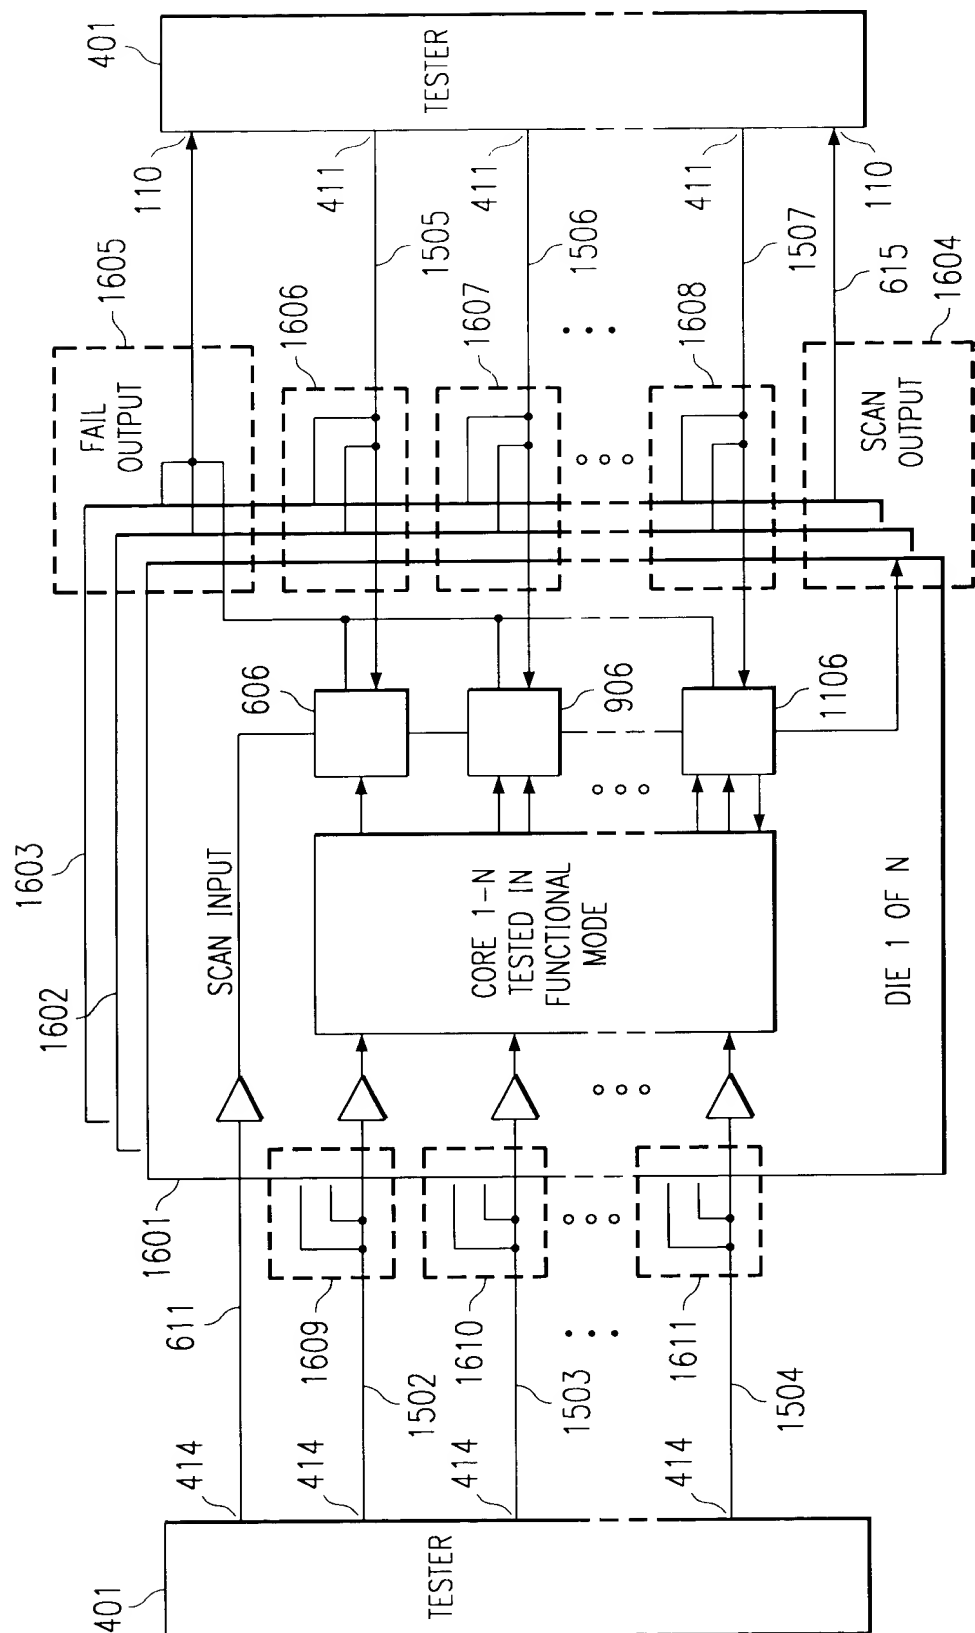 401
TESTER
414
611
414
1502
414
1503
414
1504
1609
1610
1611
1601
1602
1603
SCAN INPUT
CORE 1-N
TESTED IN
FUNCTIONAL
MODE
606
906
1106
DIE 1 OF N
FAIL
OUTPUT
1605
1606
1607
1608
SCAN
OUTPUT
1604
110
411
1505
411
1506
411
1507
110
615
401
TESTER